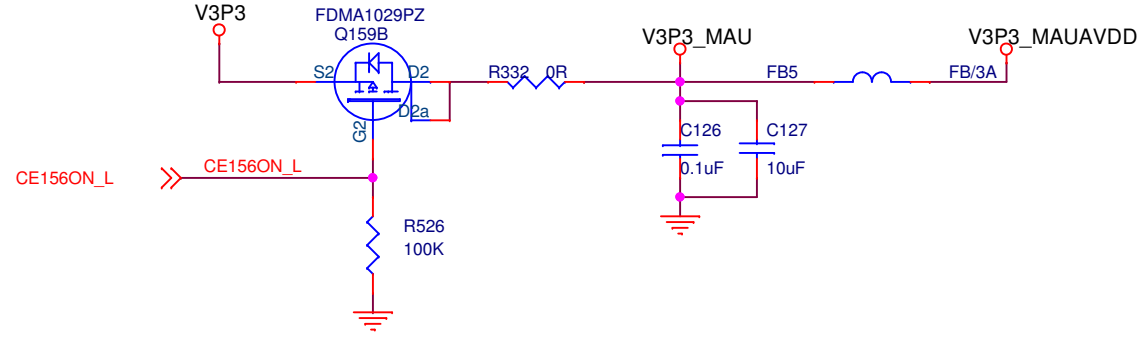 V3P3
FDMA1029PZ
Q159B
V3P3_MAU
V3P3_MAUAVDD
S2
D2
R332 0R
FB5
FB/3A
D2a
G2
C126
C127
0.1uF
10uF
CE156ON_L
CE156ON_L
R526
100K